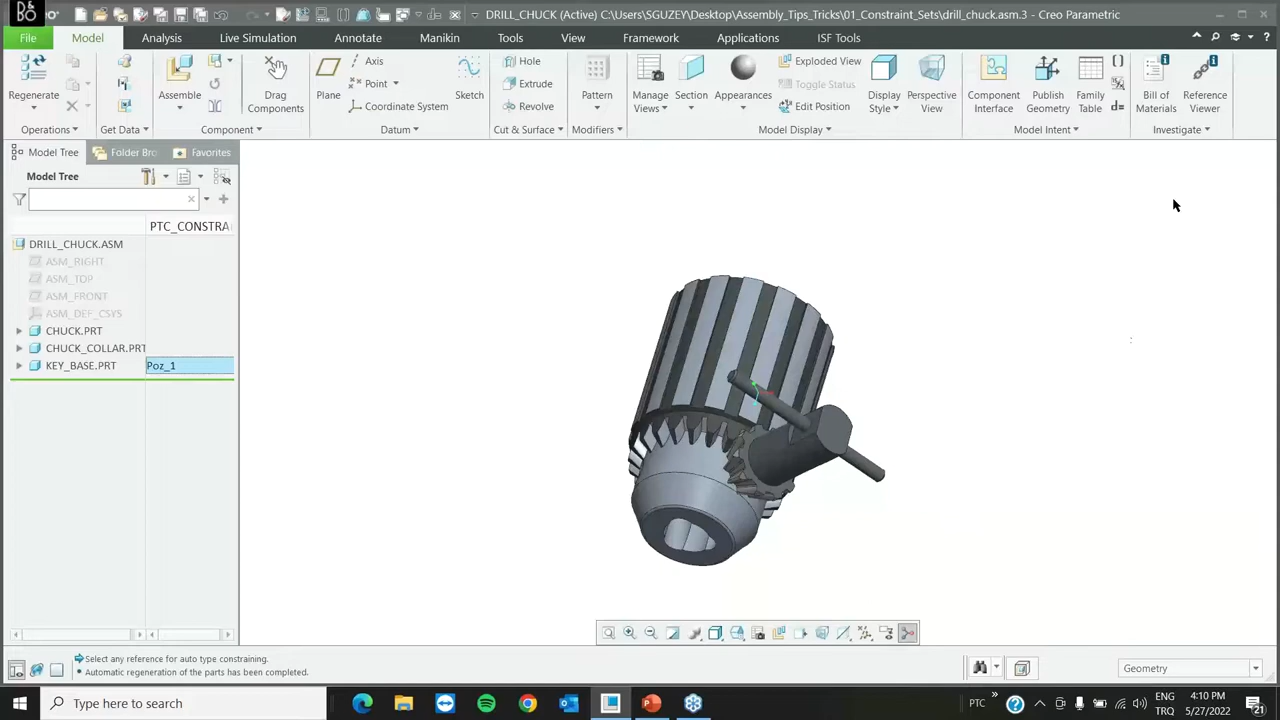 B&O
DRILL_CHUCK (Active) C:\Users\SGUZEY\Desktop\Assembly_Tips_Tricks\01_Constraint_Sets\drill_chuck.asm.3 - Creo Parametric
File Model Analysis Live Simulation Annotate Manikin Tools View Framework Applications ISF Tools
Regenerate
Operations
Get Data
Assemble
Drag
Components
Component
Plane
Axis
Point
Coordinate System
Sketch
Datum
Hole
Extrude
Revolve
Cut & Surface
Pattern
Modifiers
Manage
Views
Section
Appearances
Exploded View
Toggle Status
Edit Position
Display
Style
Perspective
View
Model Display
Component
Interface
Publish
Geometry
Family
Table
d=
Model Intent
Bill of
Materials
Reference
Viewer
Investigate
Model Tree Folder Bro Favorites
Model Tree
PTC_CONSTRA
DRILL_CHUCK.ASM
ASM_RIGHT
ASM_TOP
ASM_FRONT
ASM_DEF_CSYS
CHUCK.PRT
CHUCK_COLLAR.PRT
KEY_BASE.PRT Poz_1
Select any reference for auto type constraining.
Automatic regeneration of the parts has been completed.
Geometry
Type here to search
PTC
ENG
TRQ
4:10 PM
5/27/2022
21